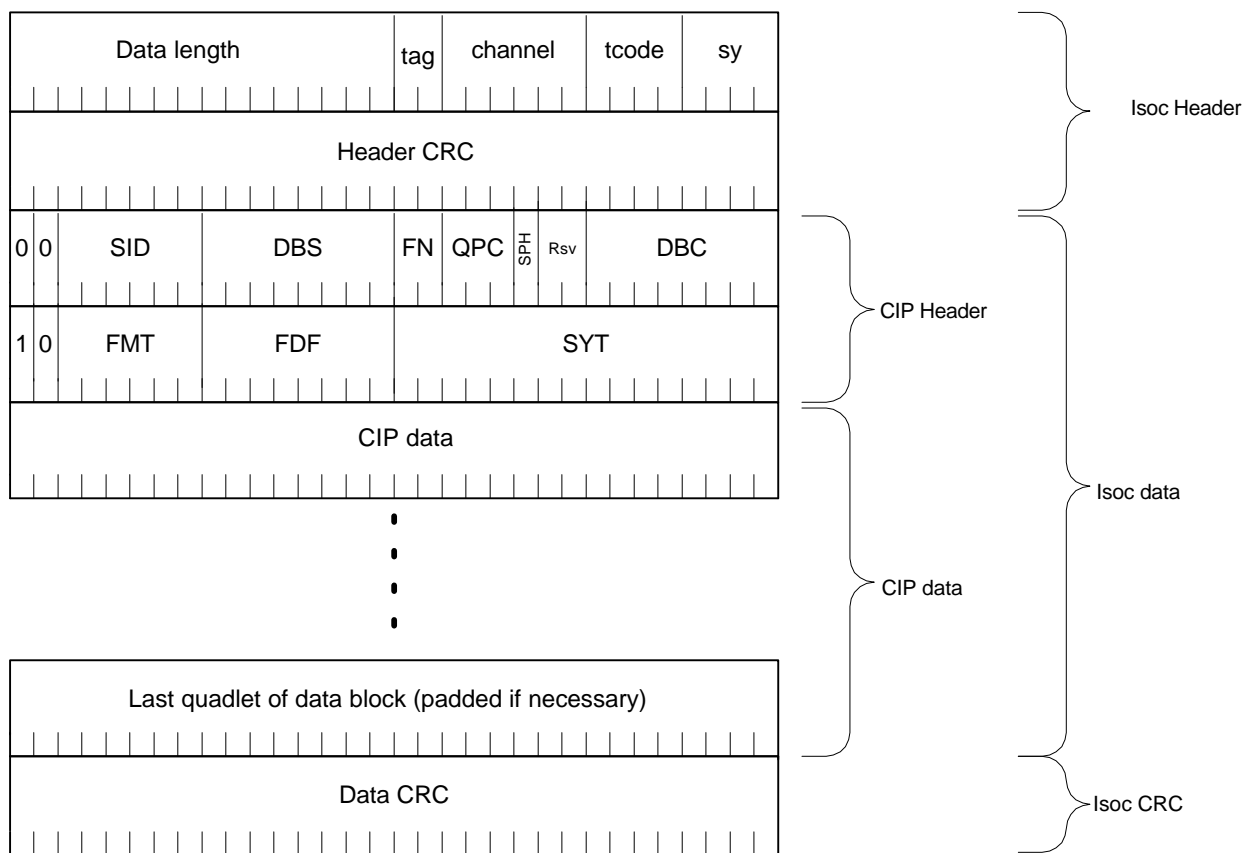 Data length tag channel tcode sy
Isoc Header
Header CRC
0 0 SID DBS FN QPC SPH Rsv DBC
CIP Header
1 0 FMT FDF SYT
CIP data
Isoc data
CIP data
Last quadlet of data block (padded if necessary)
Data CRC
Isoc CRC